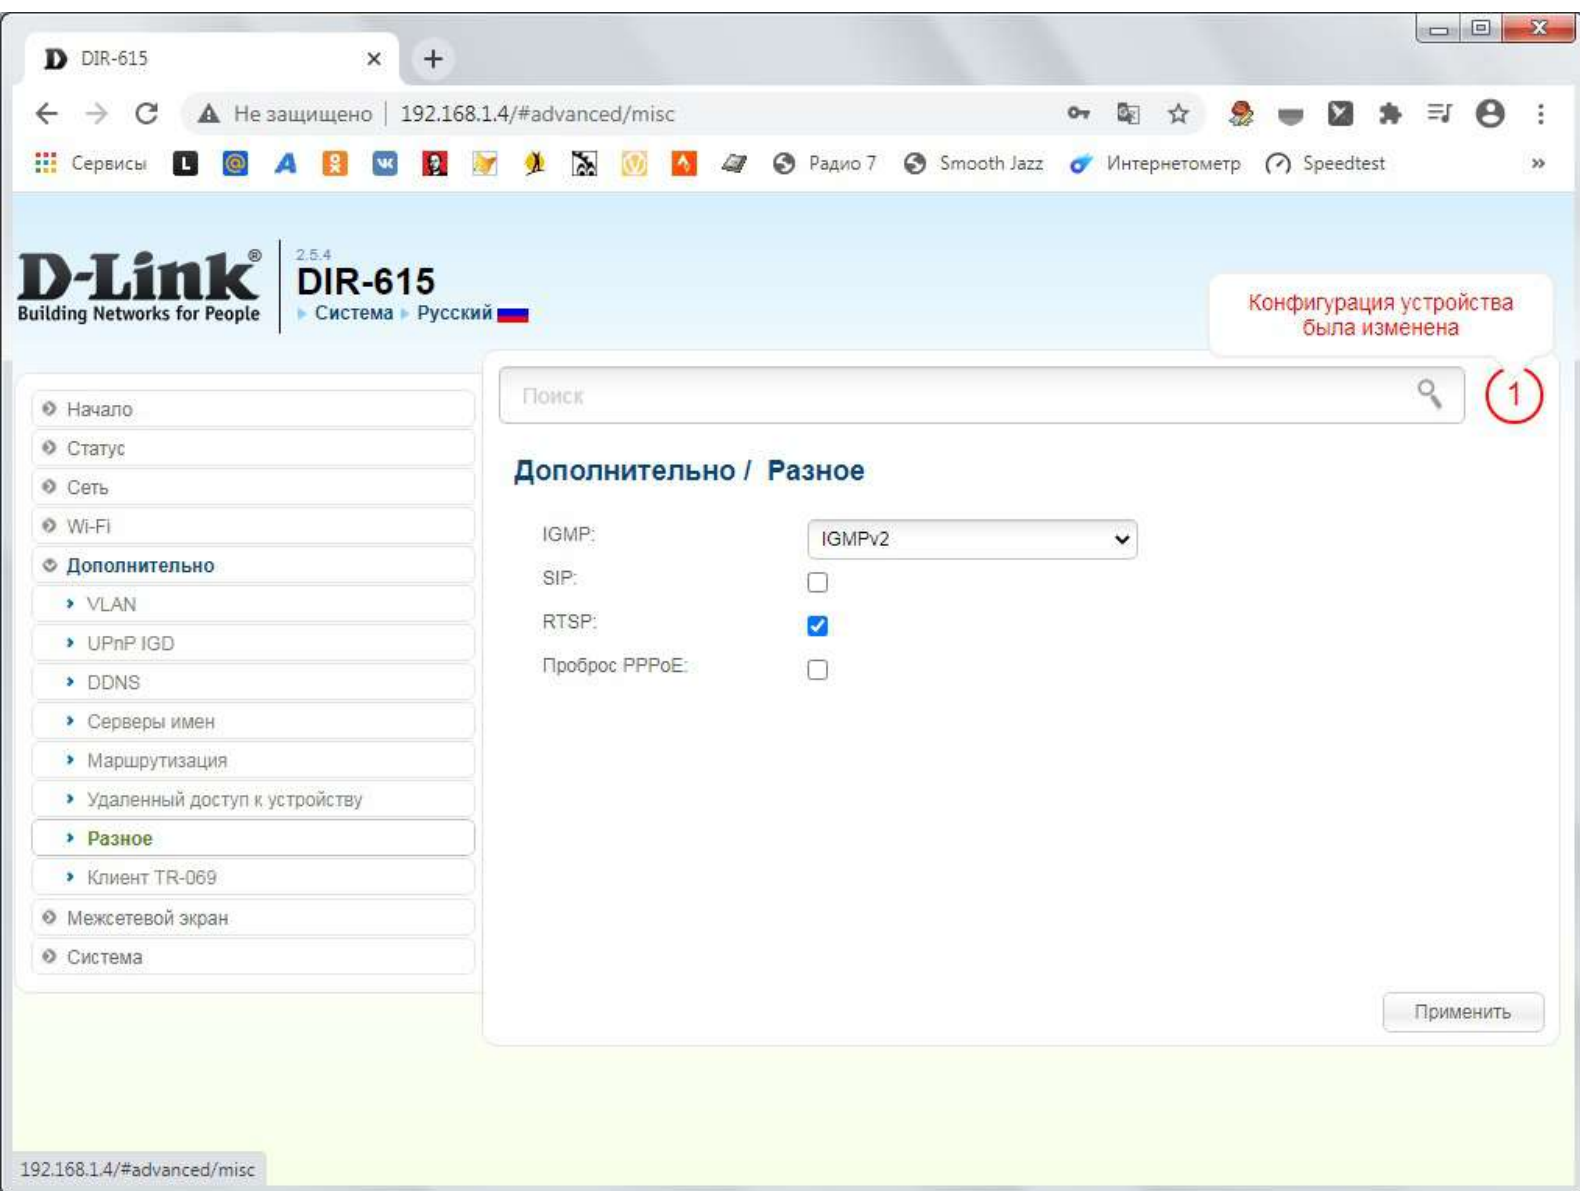 DIR-615
Не защищено 192.168.1.4/#advanced/misc
Сервисы Радио 7 Smooth Jazz Интернетометр Speedtest »
D-Link®
Building Networks for People
2.5.4
DIR-615
Система Русский
Конфигурация устройства
была изменена
1
Поиск
Начало
Статус
Сеть
Wi-Fi
Дополнительно
VLAN
UPnP IGD
DDNS
Серверы имен
Маршрутизация
Удаленный доступ к устройству
Разное
Клиент TR-069
Межсетевой экран
Система
Дополнительно / Разное
IGMP: IGMPv2
SIP:
RTSP:
Проброс PPPoE:
Применить
192.168.1.4/#advanced/misc